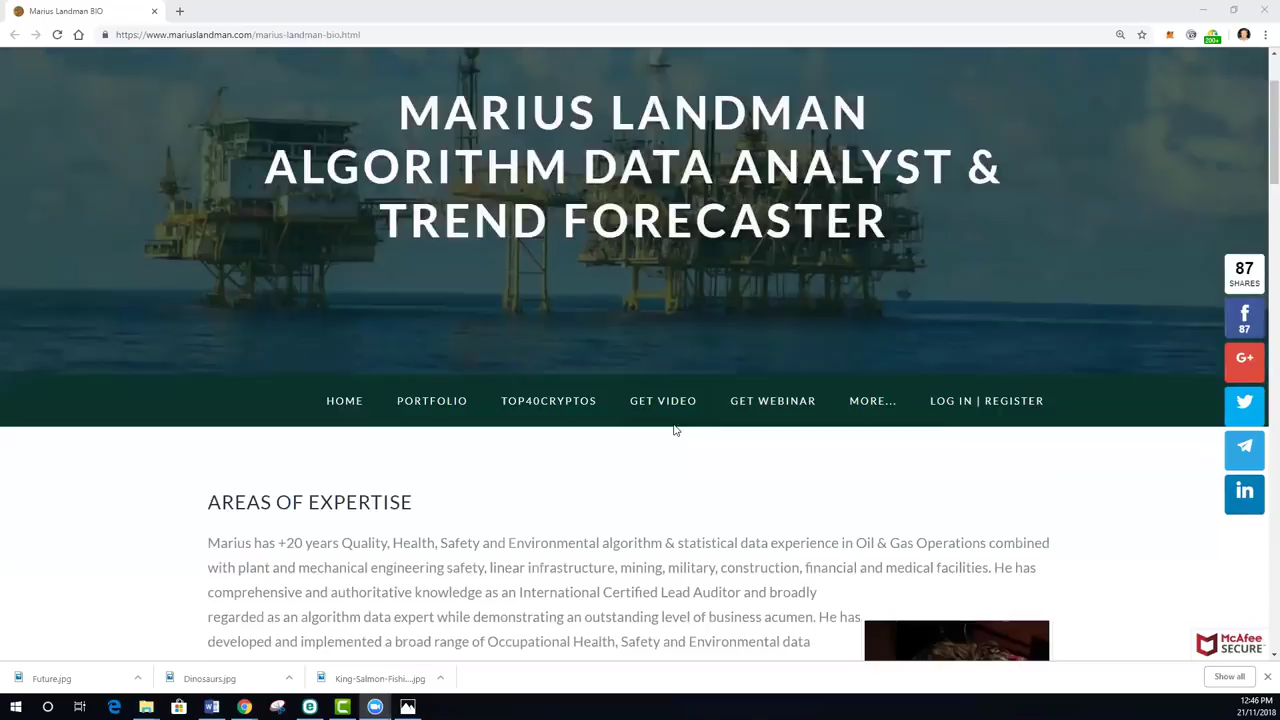 Marius Landman BIO
https://www.mariuslandman.com/marius-landman-bio.html
200+
MARIUS LANDMAN
ALGORITHM DATA ANALYST &
TREND FORECASTER
87
SHARES
87
G+
in
HOME
PORTFOLIO
TOP40CRYPTOS
GET VIDEO
GET WEBINAR
MORE...
LOG IN | REGISTER
AREAS OF EXPERTISE
Marius has +20 years Quality, Health, Safety and Environmental algorithm & statistical data experience in Oil & Gas Operations combined
with plant and mechanical engineering safety, linear infrastructure, mining, military, construction, financial and medical facilities. He has
comprehensive and authoritative knowledge as an International Certified Lead Auditor and broadly
regarded as an algorithm data expert while demonstrating an outstanding level of business acumen. He has
developed and implemented a broad range of Occupational Health, Safety and Environmental data
McAfee
SECURE
Future.jpg
Dinosaurs.jpg
King-Salmon-Fishi....jpg
Show all
12:46 PM
21/11/2018